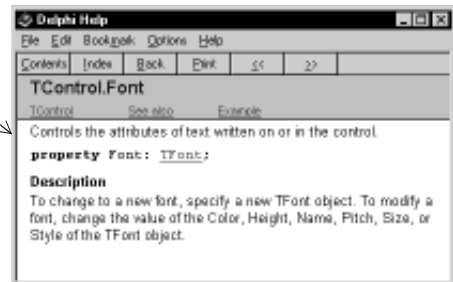 Delphi Help
File Edit Bookmark Options Help
Contents Index Back Print << >>
TControl.Font
TControl See also Example
Controls the attributes of text written on or in the control.
property Font: TFont;
Description
To change to a new font, specify a new TFont object. To modify a
font, change the value of the Color, Height, Name, Pitch, Size, or
Style of the TFont object.